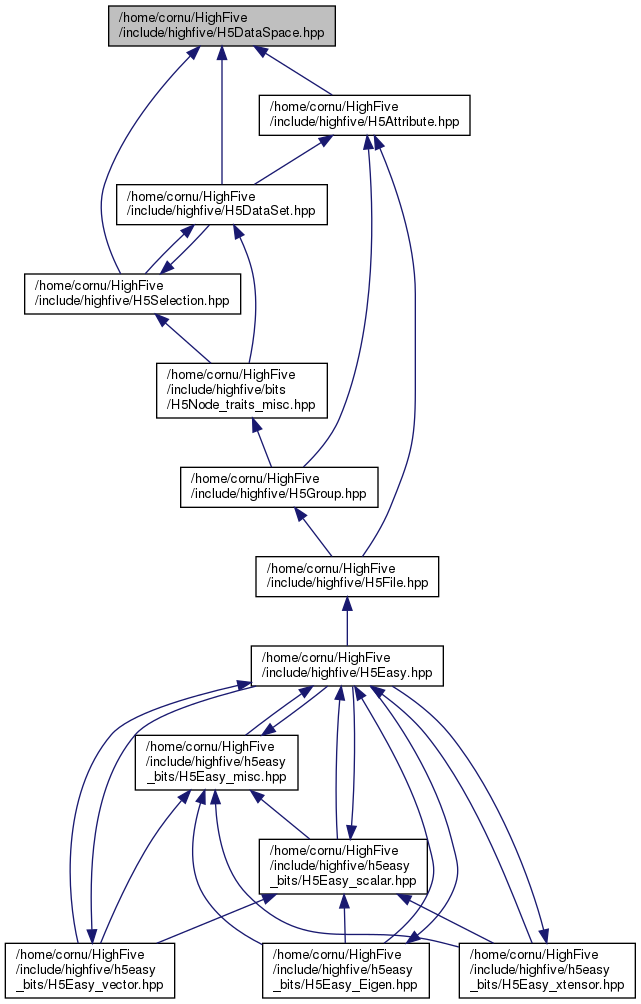 /home/cornu/HighFive
/include/highfive/H5DataSpace.hpp
/home/cornu/HighFive
/include/highfive/H5Attribute.hpp
/home/cornu/HighFive
/include/highfive/H5DataSet.hpp
/home/cornu/HighFive
/include/highfive/H5Selection.hpp
/home/cornu/HighFive
/include/highfive/bits
/H5Node_traits_misc.hpp
/home/cornu/HighFive
/include/highfive/H5Group.hpp
/home/cornu/HighFive
/include/highfive/H5File.hpp
/home/cornu/HighFive
/include/highfive/H5Easy.hpp
/home/cornu/HighFive
/include/highfive/h5easy
_bits/H5Easy_misc.hpp
/home/cornu/HighFive
/include/highfive/h5easy
_bits/H5Easy_scalar.hpp
/home/cornu/HighFive
/include/highfive/h5easy
_bits/H5Easy_vector.hpp
/home/cornu/HighFive
/include/highfive/h5easy
_bits/H5Easy_Eigen.hpp
/home/cornu/HighFive
/include/highfive/h5easy
_bits/H5Easy_xtensor.hpp